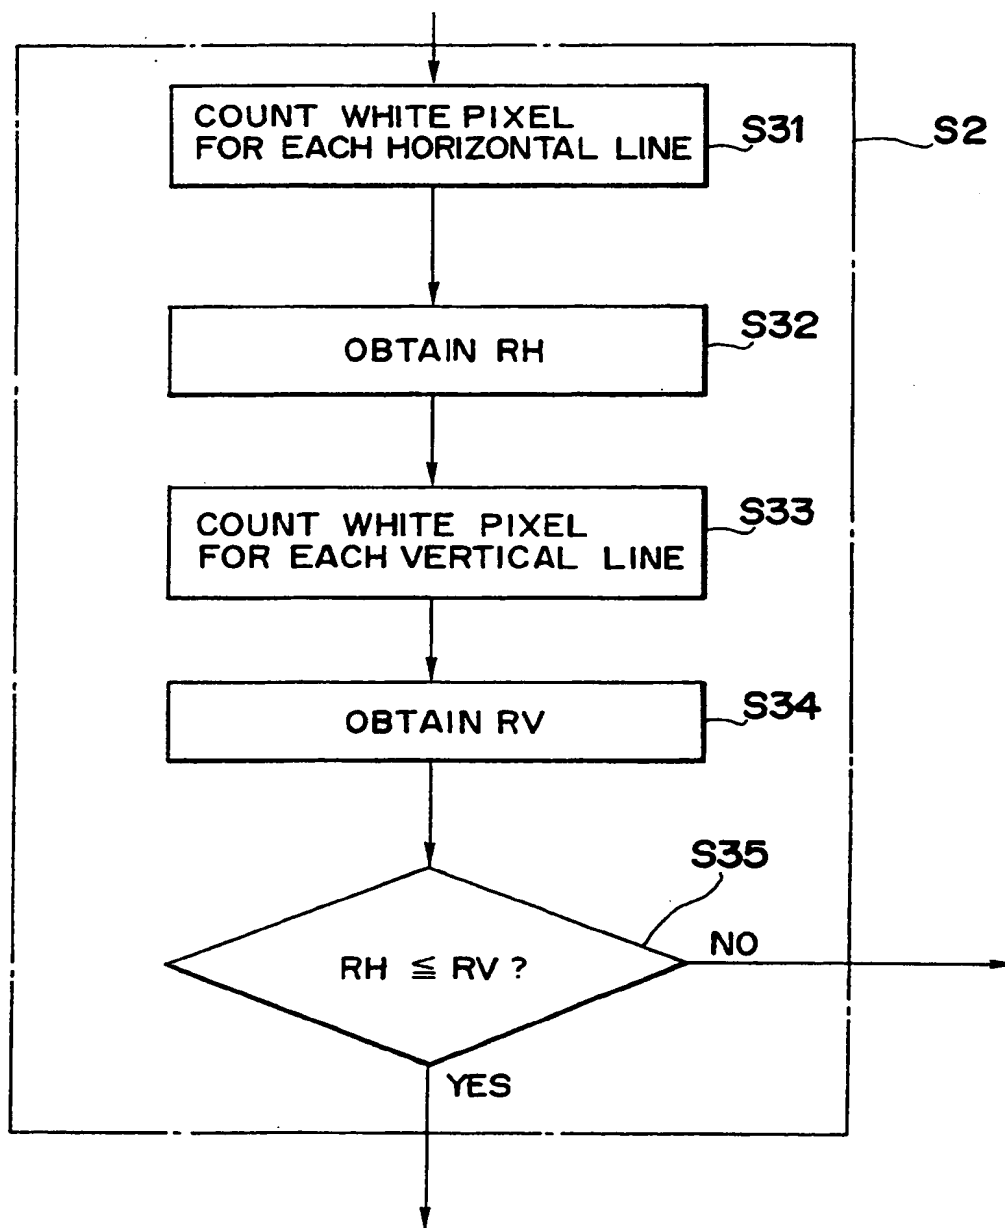 COUNT WHITE PIXEL
FOR EACH HORIZONTAL LINE
S31
S2
OBTAIN RH
S32
COUNT WHITE PIXEL
FOR EACH VERTICAL LINE
S33
OBTAIN RV
S34
S35
RH ≦ RV ?
NO
YES